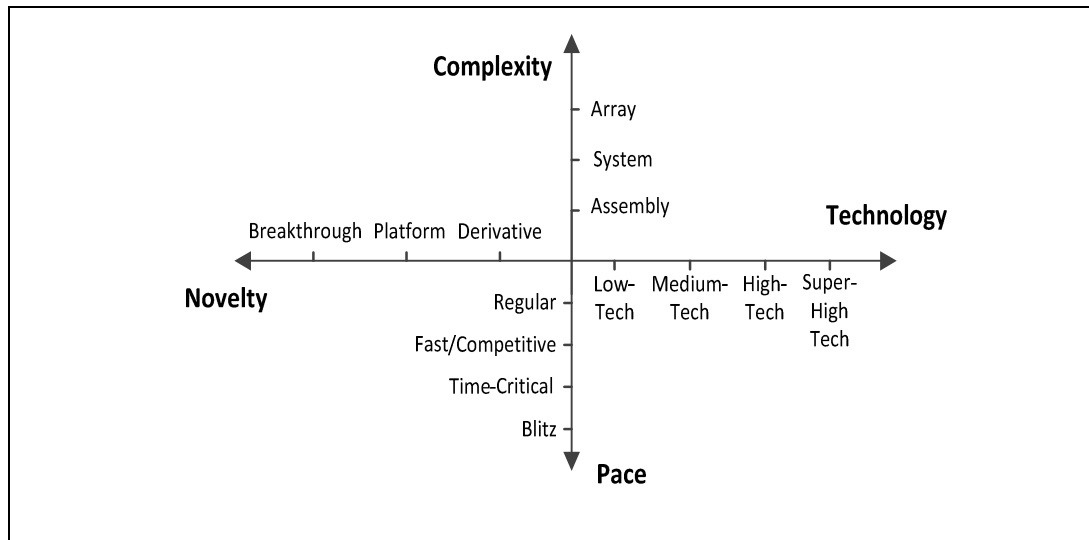 Complexity
Array
System
Assembly
Technology
Breakthrough Platform Derivative
Novelty
Low-
Tech
Medium-
Tech
High-
Tech
Super-
High
Tech
Regular
Fast/Competitive
Time-Critical
Blitz
Pace